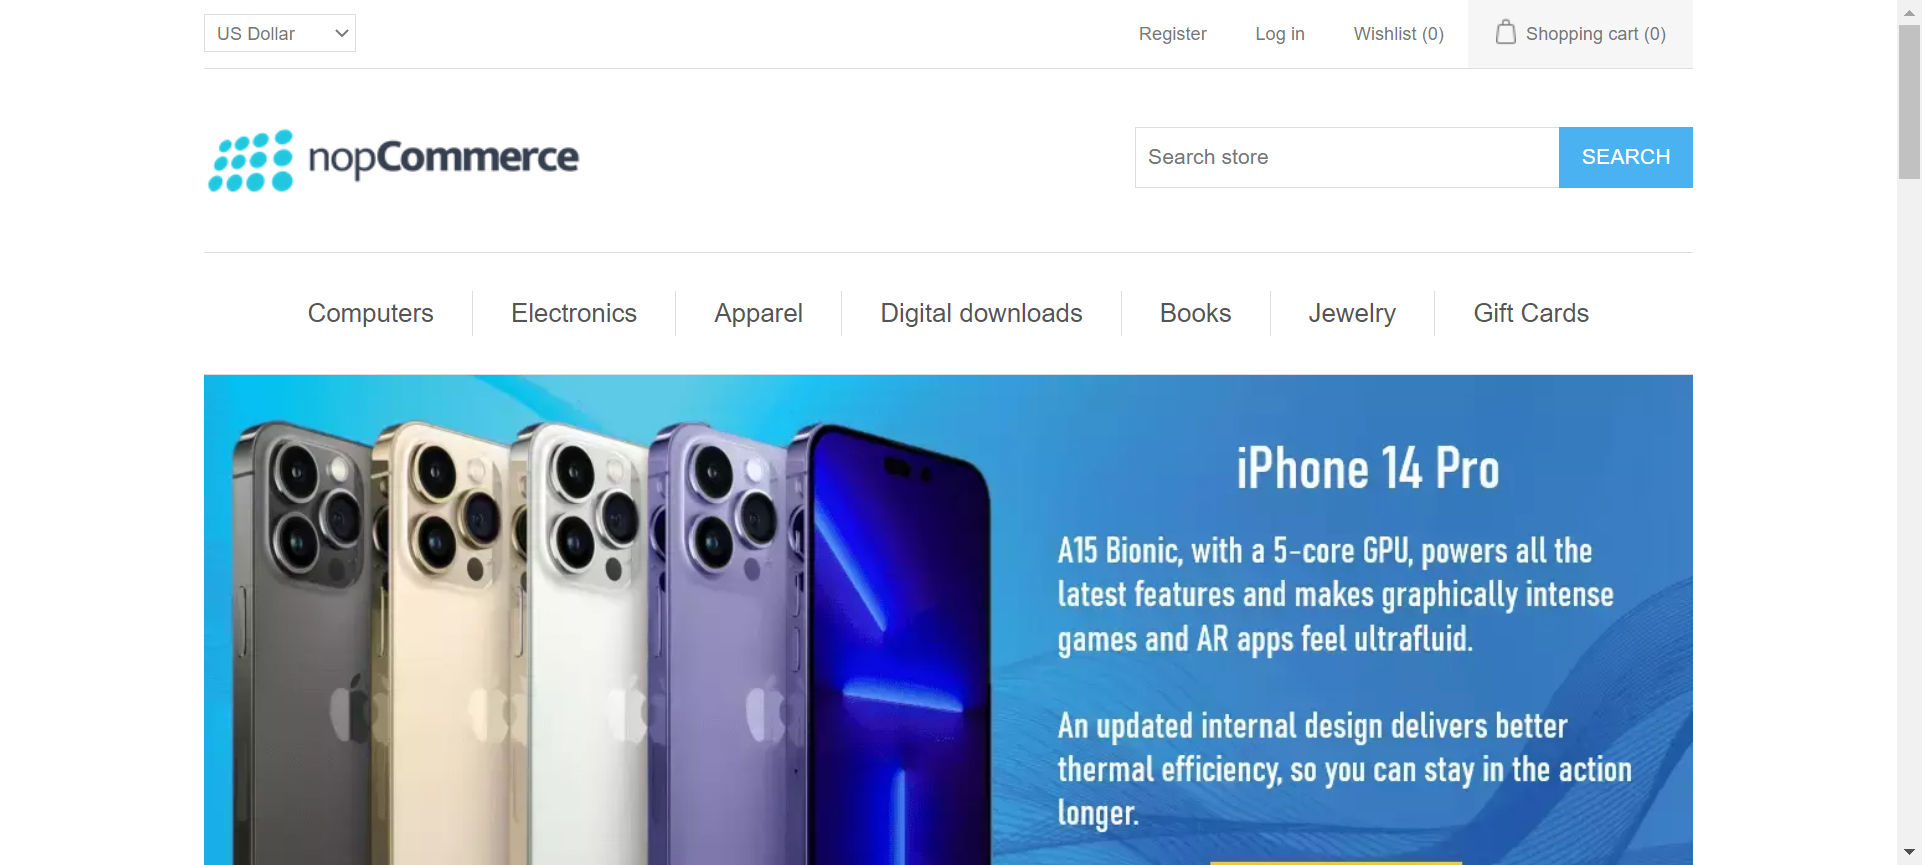 US Dollar
Register
Log in
Wishlist (0)
Shopping cart (0)
nopCommerce
Search store
SEARCH
Computers
Electronics
Apparel
Digital downloads
Books
Jewelry
Gift Cards
iPhone 14 Pro
A15 Bionic, with a 5-core GPU, powers all the
latest features and makes graphically intense
games and AR apps feel ultrafluid.
An updated internal design delivers better
thermal efficiency, so you can stay in the action
longer.